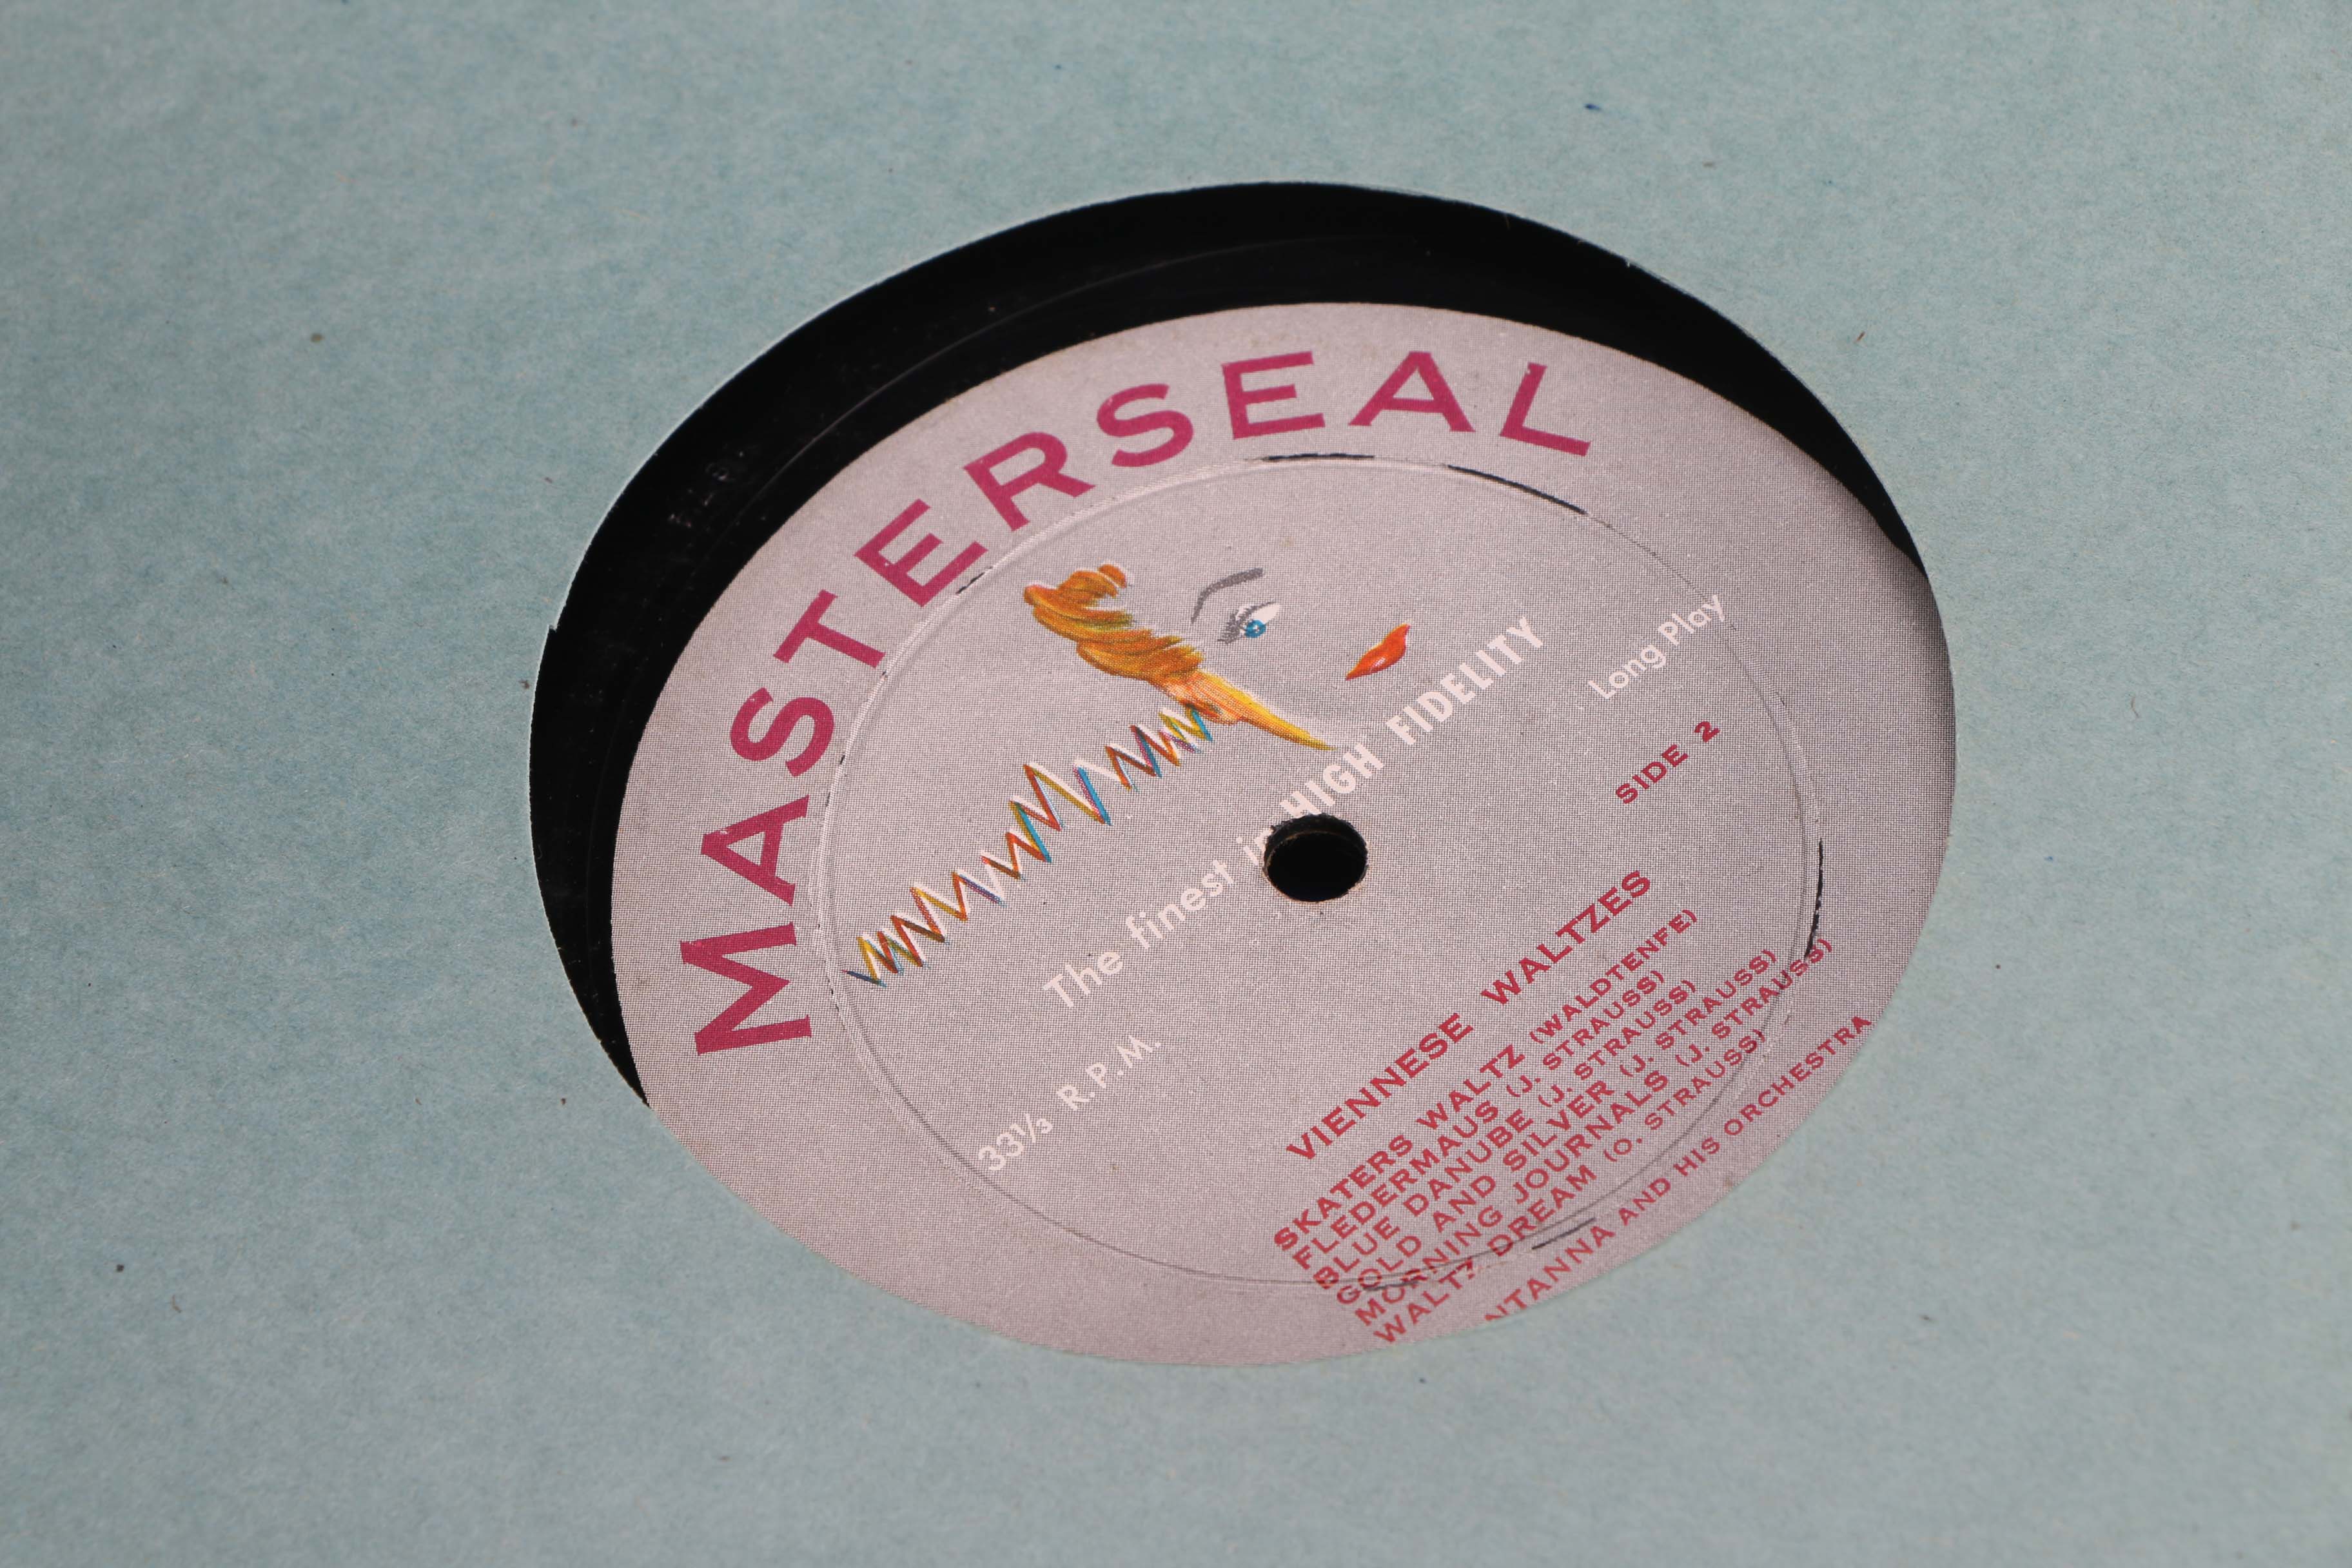 MASTERSEAL
The finest in HIGH FIDELITY
33⅓ R.P.M.
Long Play
SIDE 2
VIENNESE WALTZES
SKATERS WALTZ (WALDTENFE)
FLEDERMAUS (J. STRAUSS)
BLUE DANUBE (J. STRAUSS)
GOLD AND SILVER (J. STRAUSS)
MORNING JOURNALS (J. STRAUSS)
WALTZ DREAM (O. STRAUSS)
NTANNA AND HIS ORCHESTRA